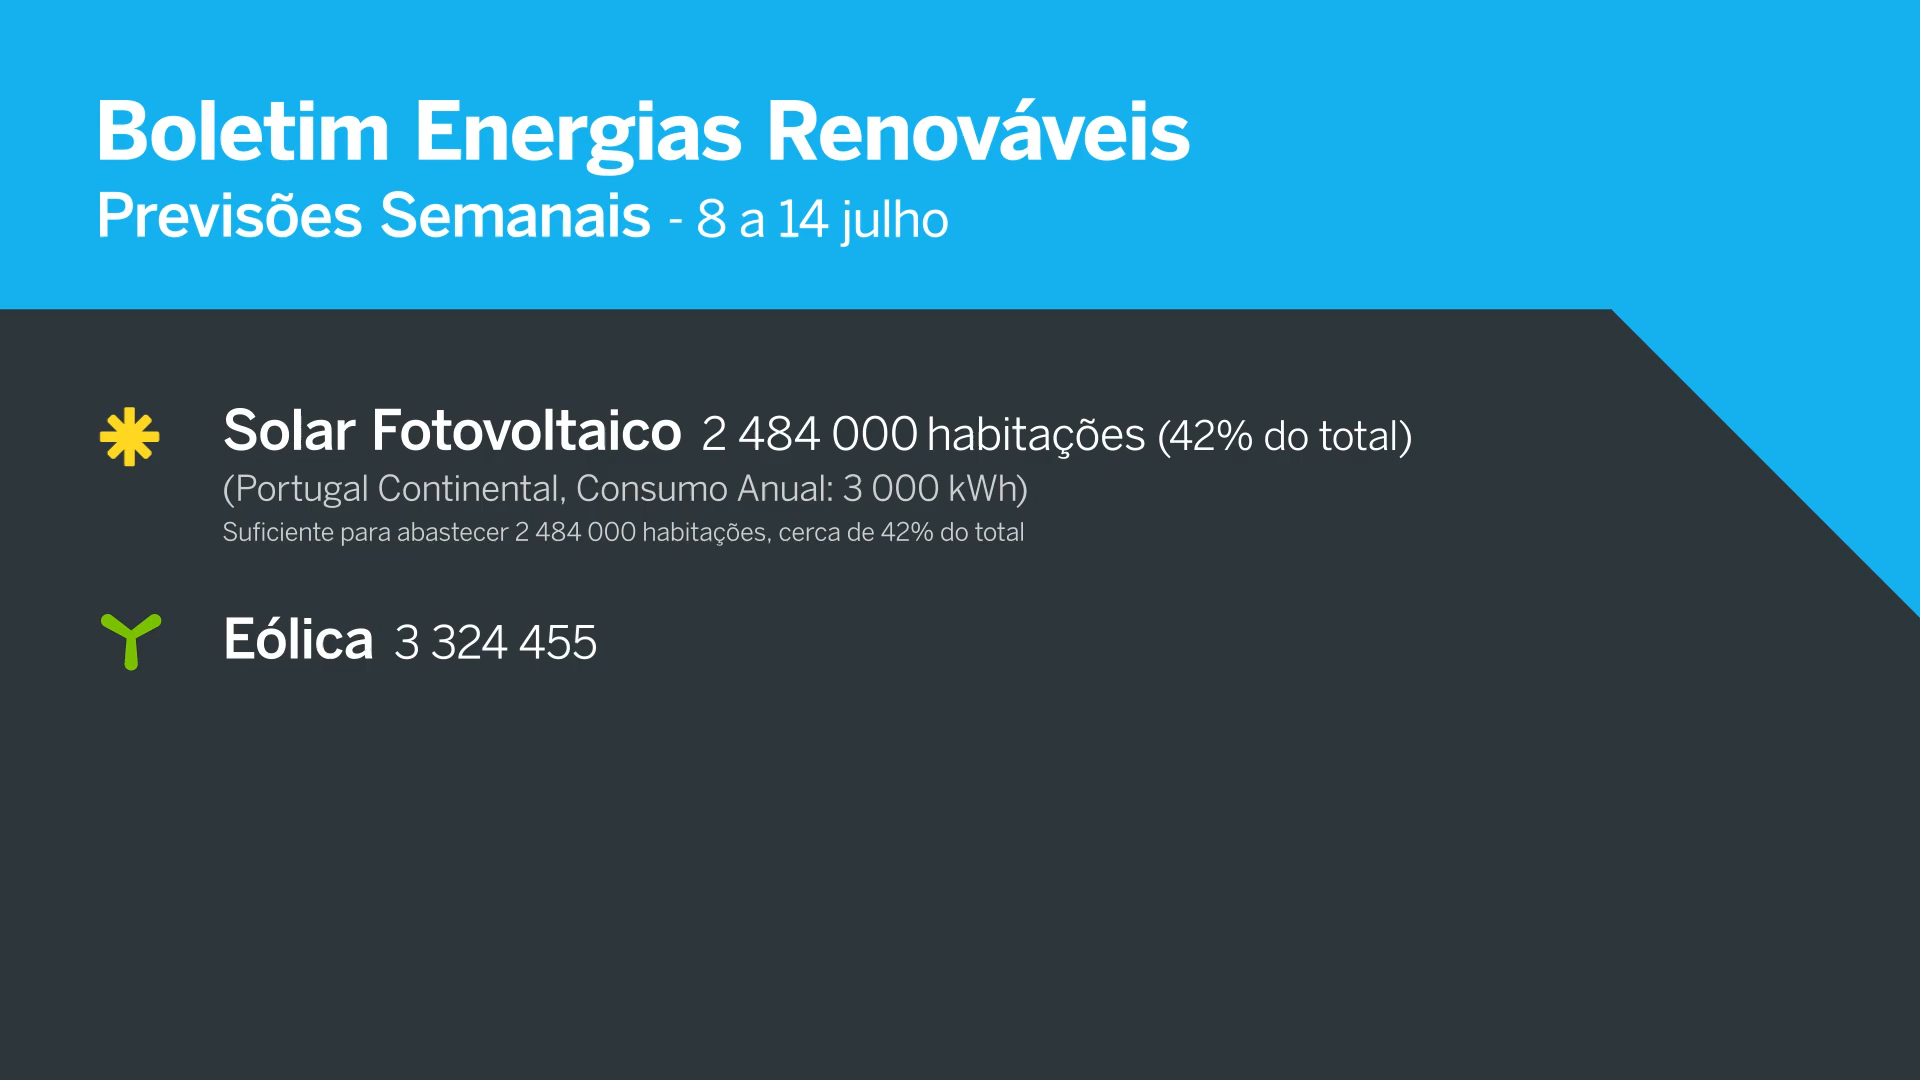 Boletim Energias Renováveis
Previsões Semanais - 8 a 14 julho
Solar Fotovoltaico 2 484 000 habitações (42% do total)
(Portugal Continental, Consumo Anual: 3 000 kWh)
Suficiente para abastecer 2 484 000 habitações, cerca de 42% do total
Eólica 3 324 455